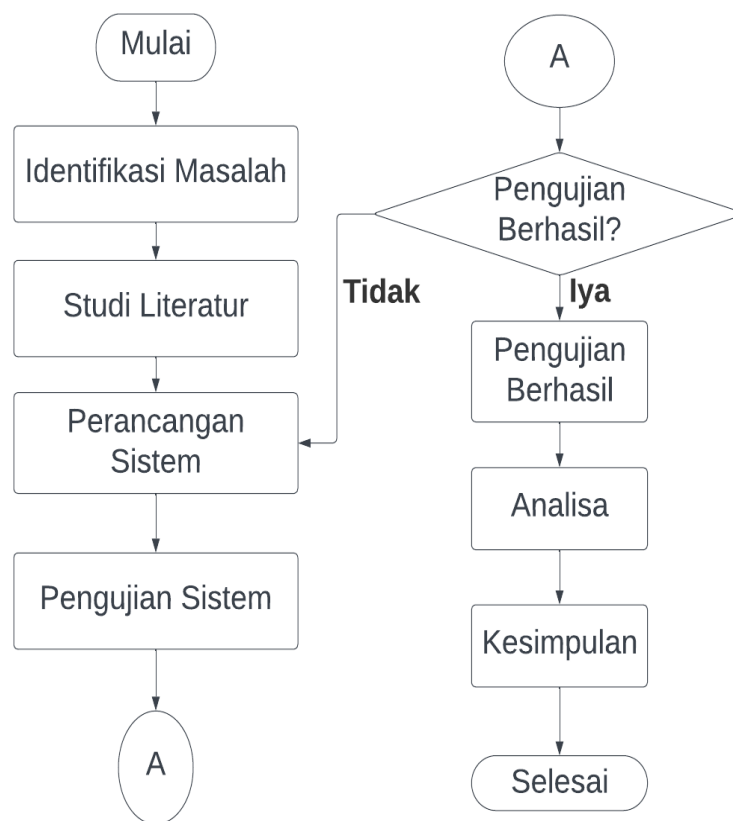 Mulai
Identifikasi Masalah
Studi Literatur
Perancangan
Sistem
Pengujian Sistem
A
A
Pengujian
Berhasil?
Tidak
Iya
Pengujian
Berhasil
Analisa
Kesimpulan
Selesai